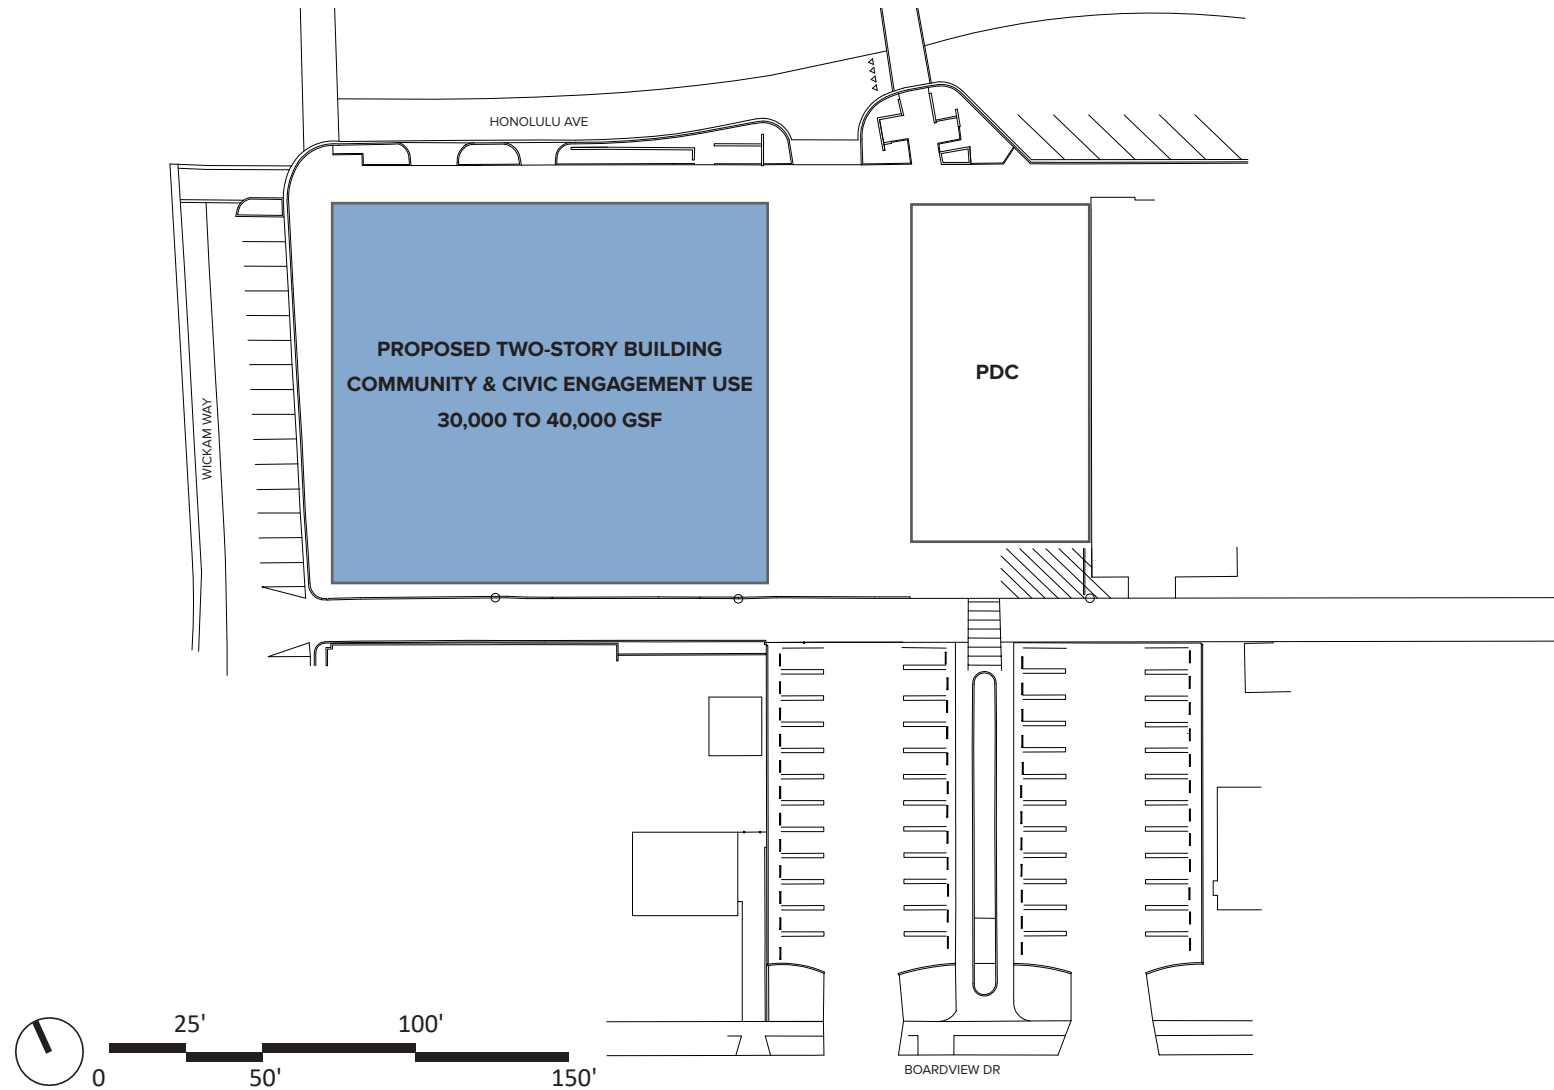 HONOLULU AVE
PROPOSED TWO-STORY BUILDING
COMMUNITY & CIVIC ENGAGEMENT USE
30,000 TO 40,000 GSF
PDC
WICKAM WAY
25'
100'
0
50'
150'
BOARDVIEW DR